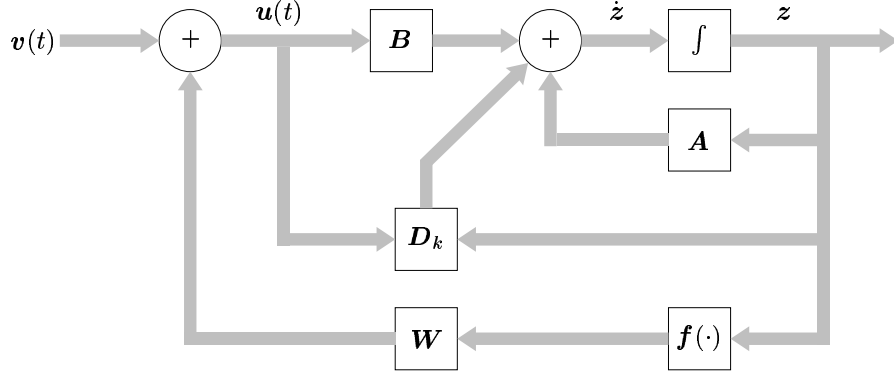 v(t)
+
u(t)
B
+
ż
∫
z
A
D_k
W
f(·)